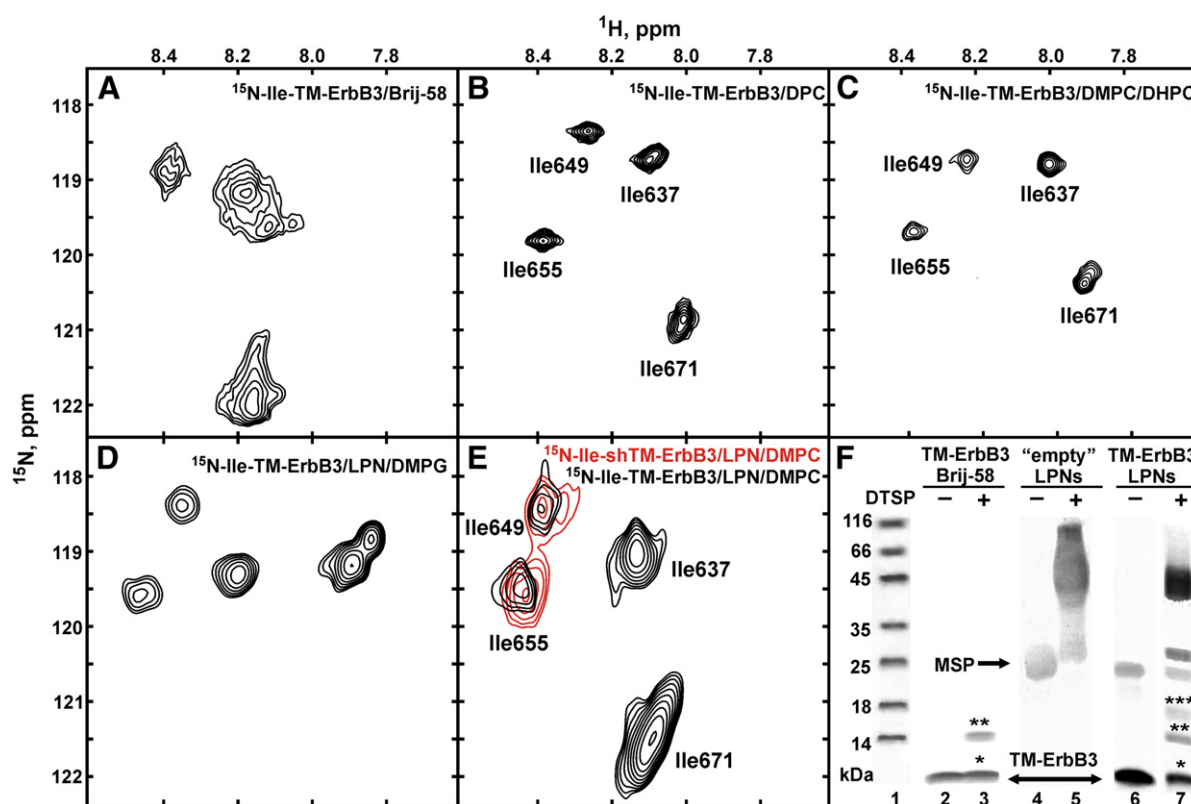 ¹H, ppm
8.4 8.2 8.0 7.8 8.4 8.2 8.0 7.8 8.4 8.2 8.0 7.8
¹⁵N, ppm
118
119
120
121
122
118
119
120
121
122
A
¹⁵N-Ile-TM-ErbB3/Brij-58
B
¹⁵N-Ile-TM-ErbB3/DPC
Ile649
Ile637
Ile655
Ile671
C
¹⁵N-Ile-TM-ErbB3/DMPC/DHPC
Ile649
Ile637
Ile655
Ile671
D
¹⁵N-Ile-TM-ErbB3/LPN/DMPG
E
¹⁵N-Ile-shTM-ErbB3/LPN/DMPC
¹⁵N-Ile-TM-ErbB3/LPN/DMPC
Ile649
Ile637
Ile655
Ile671
F
TM-ErbB3 "empty" TM-ErbB3
Brij-58 LPNs LPNs
DTSP − + − + − +
116
66
45
35
25
18
14
kDa
MSP
***
** **
* *
TM-ErbB3
1 2 3 4 5 6 7